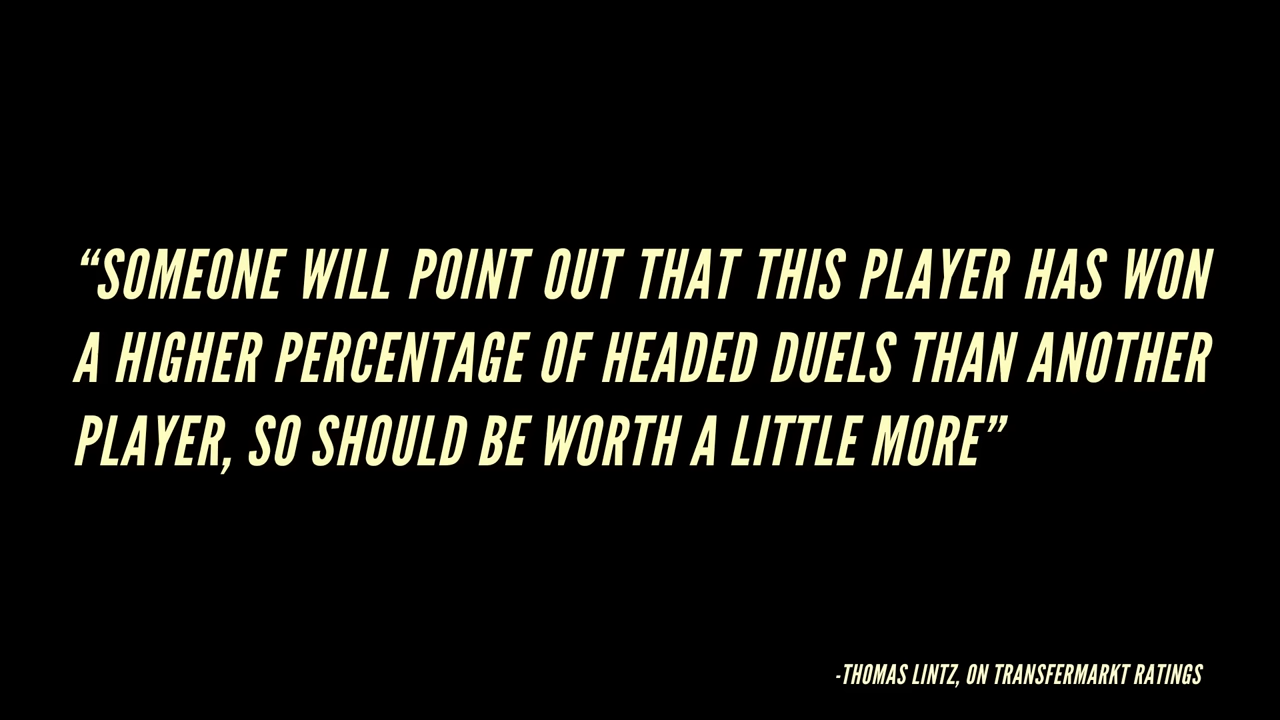 “SOMEONE WILL POINT OUT THAT THIS PLAYER HAS WON
A HIGHER PERCENTAGE OF HEADED DUELS THAN ANOTHER
PLAYER, SO SHOULD BE WORTH A LITTLE MORE”
-THOMAS LINTZ, ON TRANSFERMARKT RATINGS